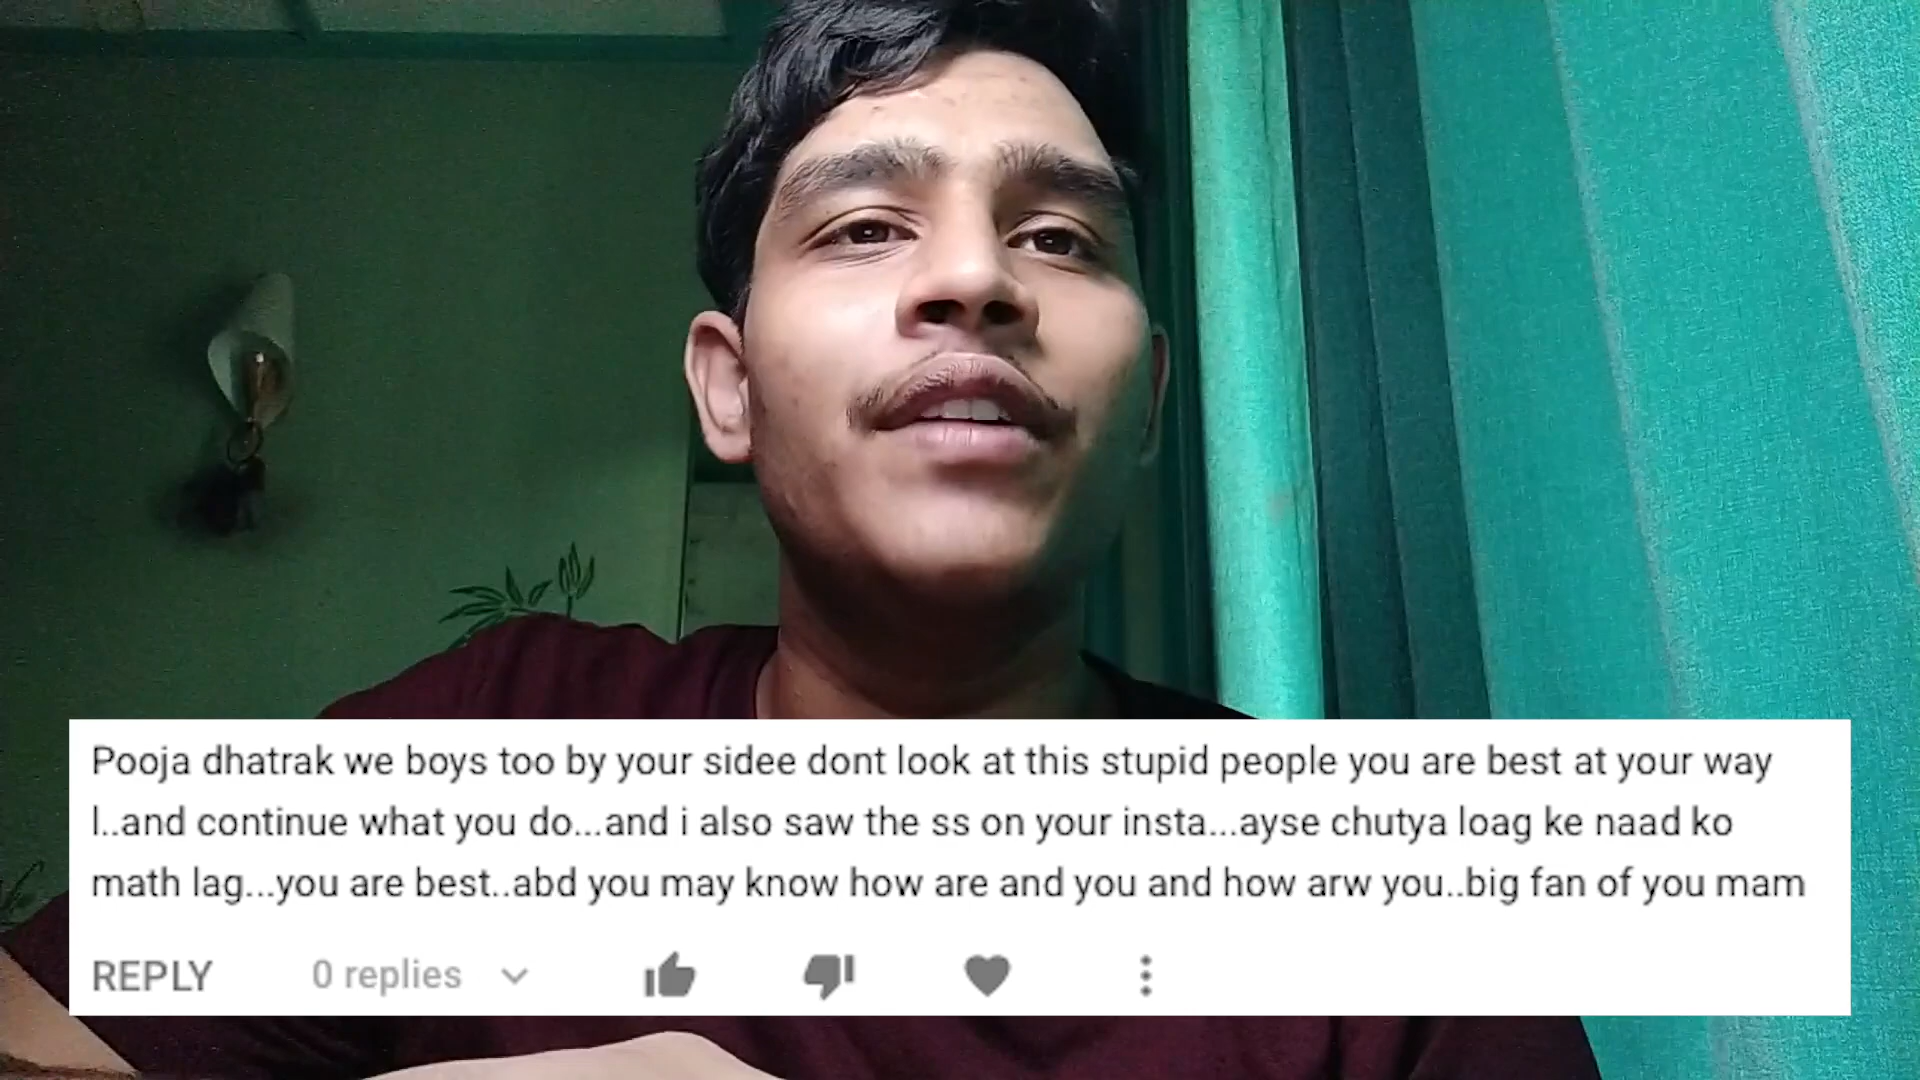 Pooja dhatrak we boys too by your sidee dont look at this stupid people you are best at your way
l..and continue what you do...and i also saw the ss on your insta...ayse chutya loag ke naad ko
math lag...you are best..abd you may know how are and you and how arw you..big fan of you mam
REPLY 0 replies